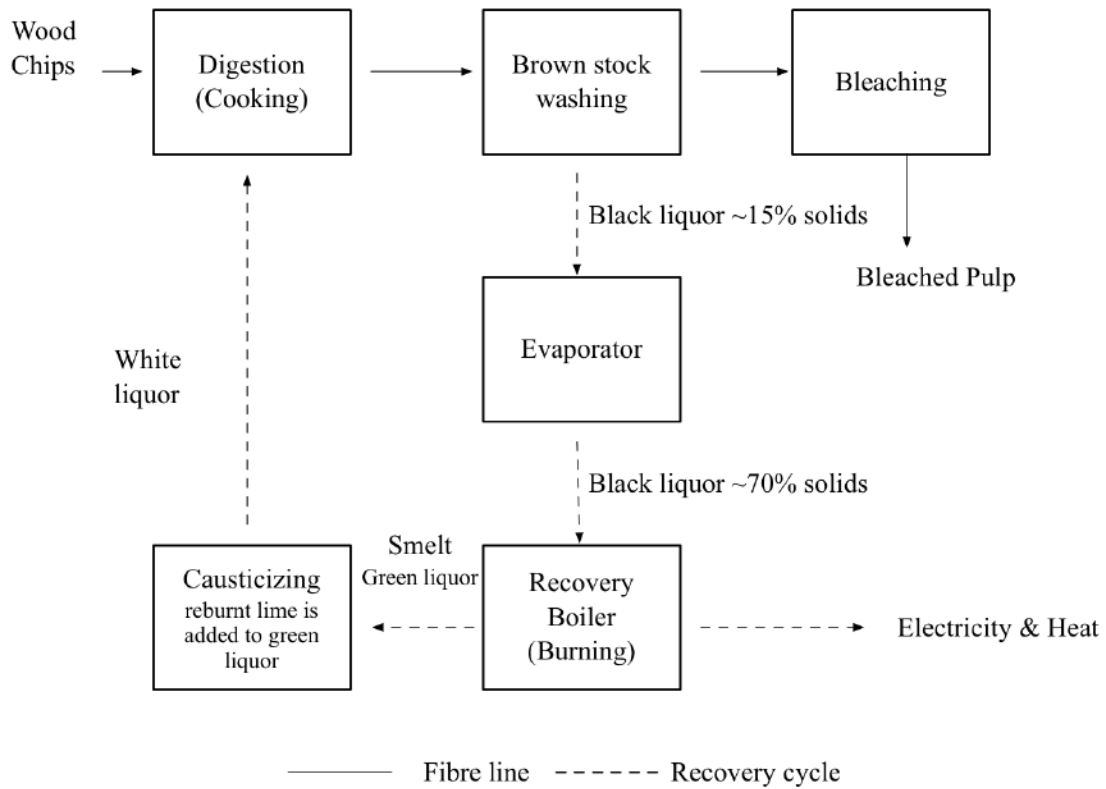 Wood
Chips
Digestion
(Cooking)
Brown stock
washing
Bleaching
Black liquor ~15% solids
Bleached Pulp
Evaporator
White
liquor
Black liquor ~70% solids
Causticizing
reburnt lime is
added to green
liquor
Smelt
Green liquor
Recovery
Boiler
(Burning)
Electricity & Heat
Fibre line
Recovery cycle